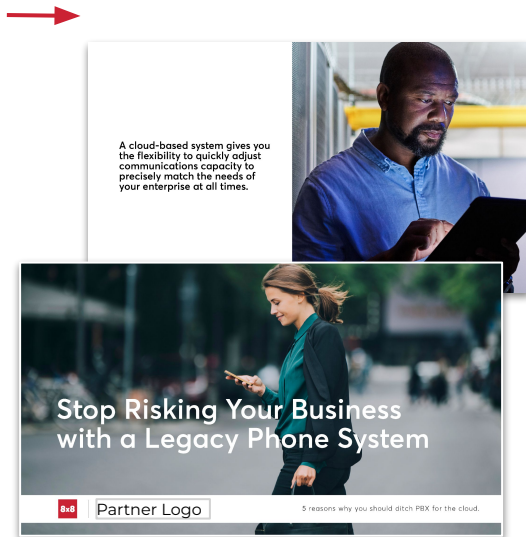 A cloud-based system gives you
the flexibility to quickly adjust
communications capacity to
precisely match the needs of
your enterprise at all times.
Stop Risking Your Business
with a Legacy Phone System
8x8
Partner Logo
5 reasons why you should ditch PBX for the cloud.